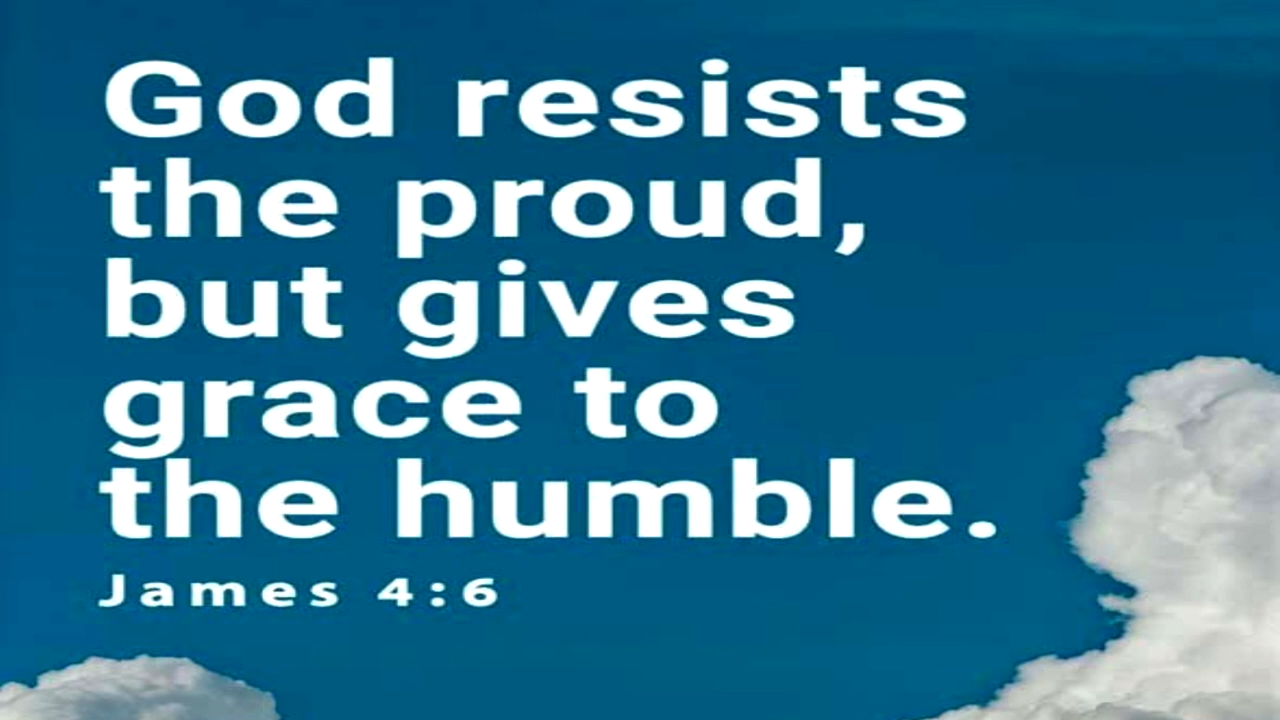 God resists
the proud,
but gives
grace to
the humble.
James 4:6